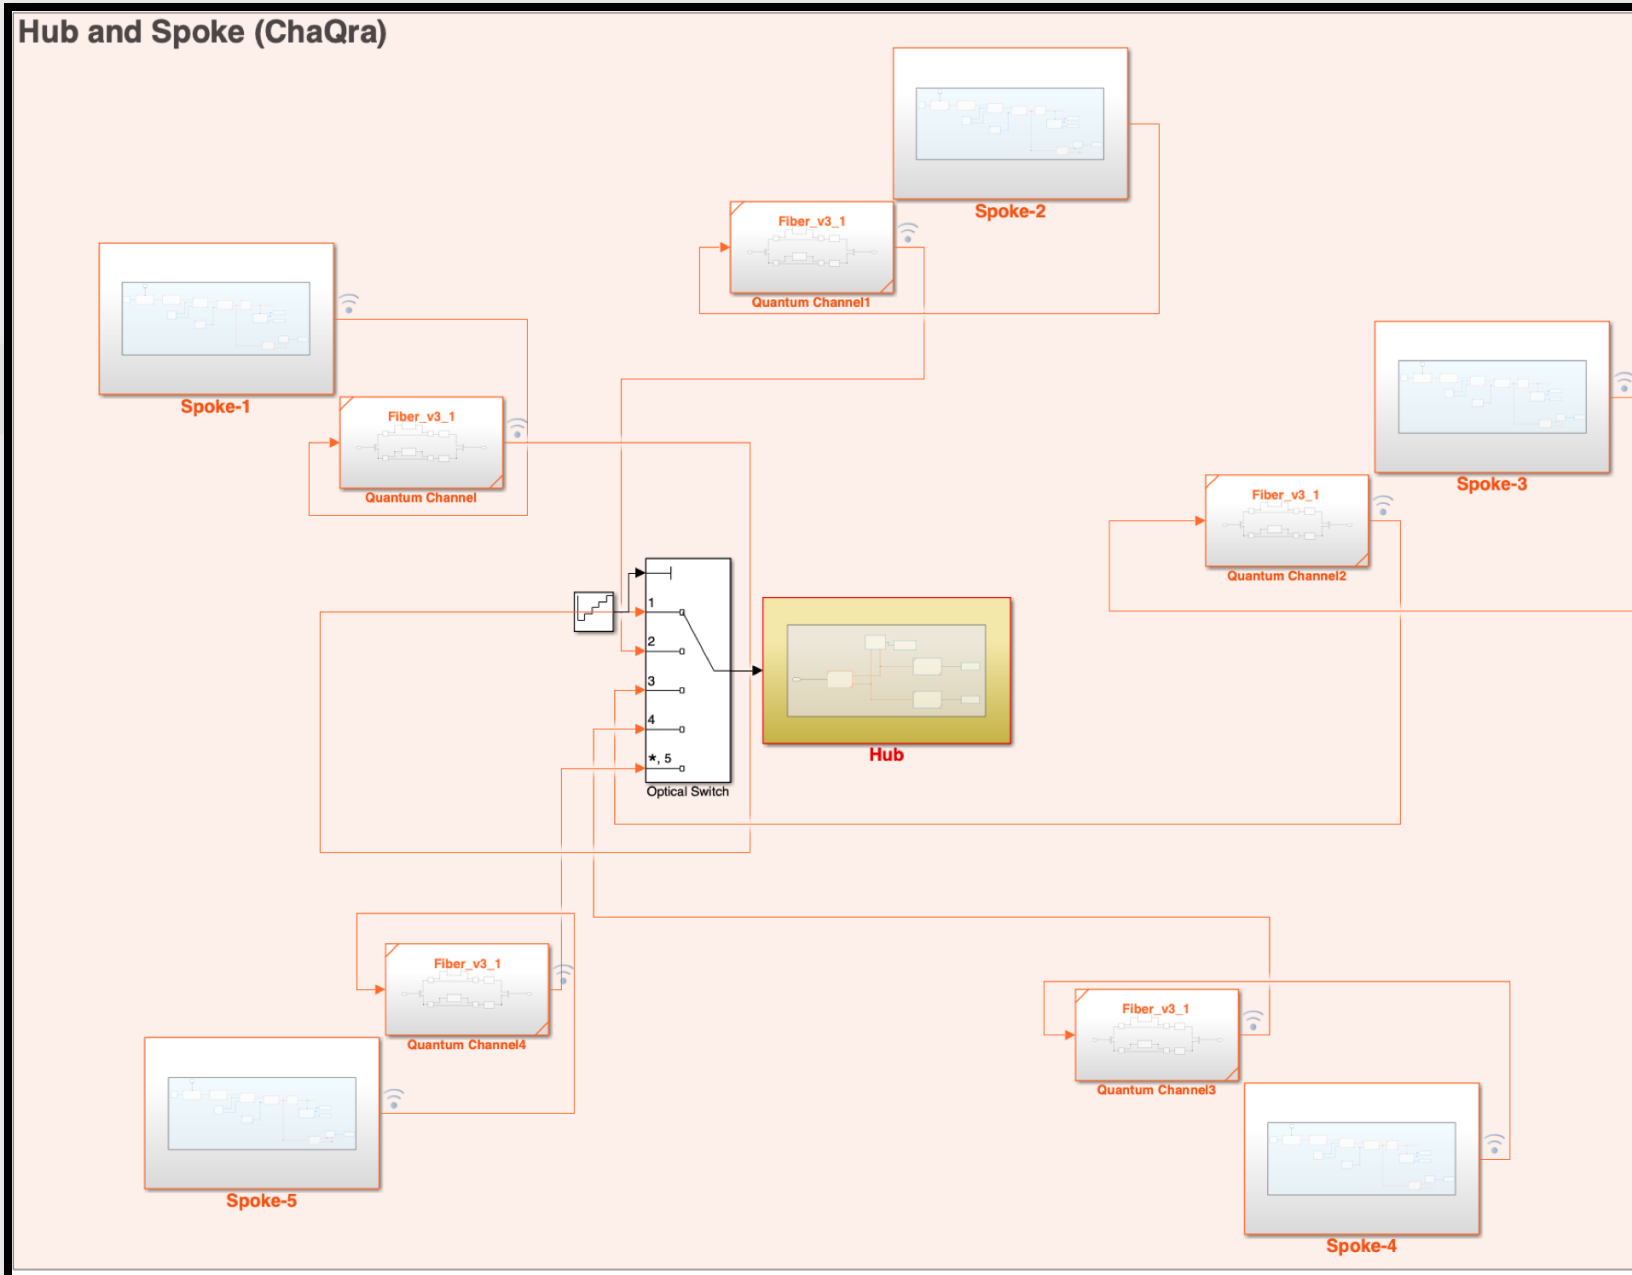 Hub and Spoke (ChaQra)
Spoke-2
Fiber_v3_1
Quantum Channel1
Spoke-1
Fiber_v3_1
Quantum Channel
Spoke-3
Fiber_v3_1
Quantum Channel2
1
2
3
4
*, 5
Optical Switch
Hub
Fiber_v3_1
Quantum Channel4
Spoke-5
Fiber_v3_1
Quantum Channel3
Spoke-4